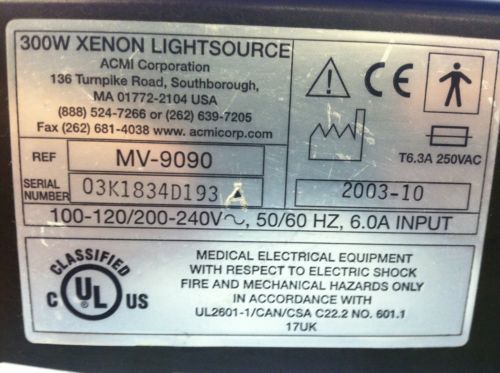 300W XENON LIGHTSOURCE
ACMI Corporation
136 Turnpike Road, Southborough,
MA 01772-2104 USA
(888) 524-7266 or (262) 639-7205
Fax (262) 681-4038 www.acmicorp.com
CE
T6.3A 250VAC
REF MV-9090
SERIAL NUMBER 03K1834D193 A
2003-10
100-120/200-240V~, 50/60 HZ, 6.0A INPUT
CLASSIFIED
C UL US
MEDICAL ELECTRICAL EQUIPMENT
WITH RESPECT TO ELECTRIC SHOCK
FIRE AND MECHANICAL HAZARDS ONLY
IN ACCORDANCE WITH
UL2601-1/CAN/CSA C22.2 NO. 601.1
17UK